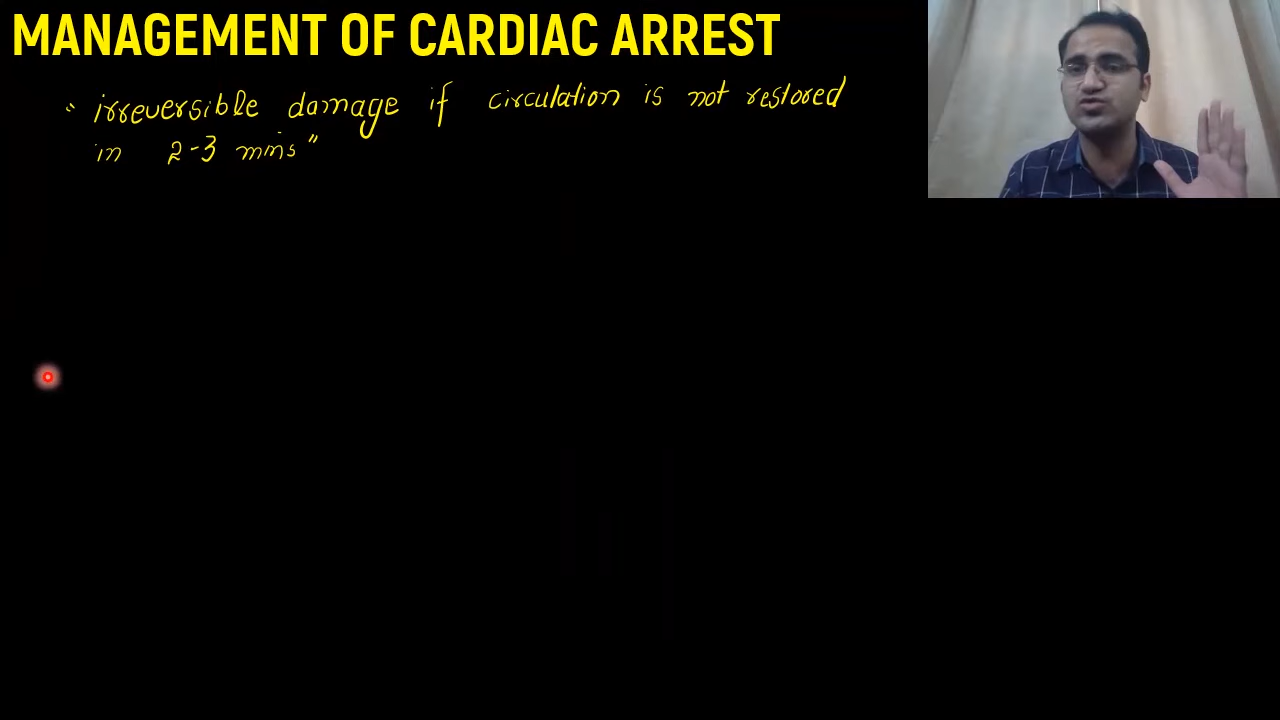 MANAGEMENT OF CARDIAC ARREST
" irreversible damage if circulation is not restored
in 2-3 mins"